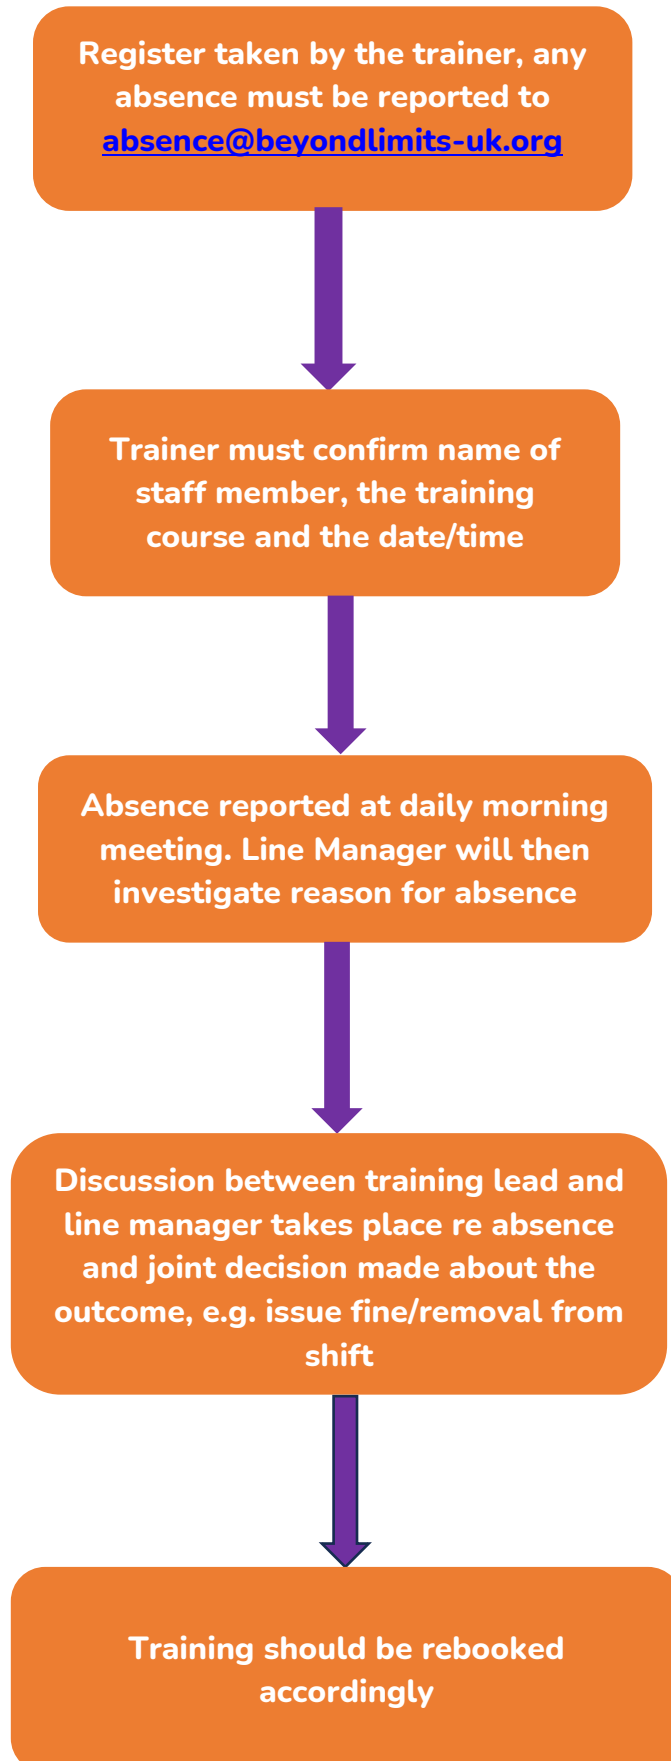 Register taken by the trainer, any
absence must be reported to
absence@beyondlimits-uk.org
Trainer must confirm name of
staff member, the training
course and the date/time
Absence reported at daily morning
meeting. Line Manager will then
investigate reason for absence
Discussion between training lead and
line manager takes place re absence
and joint decision made about the
outcome, e.g. issue fine/removal from
shift
Training should be rebooked
accordingly